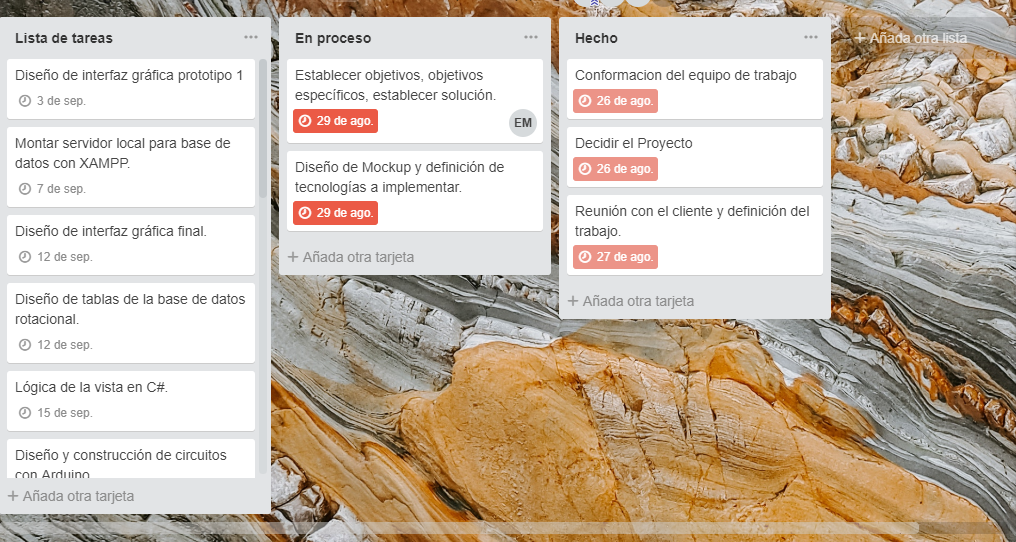 Lista de tareas
Diseño de interfaz gráfica prototipo 1
3 de sep.
Montar servidor local para base de
datos con XAMPP.
7 de sep.
Diseño de interfaz gráfica final.
12 de sep.
Diseño de tablas de la base de datos
rotacional.
12 de sep.
Lógica de la vista en C#.
15 de sep.
Diseño y construcción de circuitos
con Arduino
+ Añada otra tarjeta
En proceso
Establecer objetivos, objetivos
específicos, establecer solución.
29 de ago.
EM
Diseño de Mockup y definición de
tecnologías a implementar.
29 de ago.
+ Añada otra tarjeta
Hecho
Conformacion del equipo de trabajo
26 de ago.
Decidir el Proyecto
26 de ago.
Reunión con el cliente y definición del
trabajo.
27 de ago.
+ Añada otra tarjeta
+ Añada otra lista